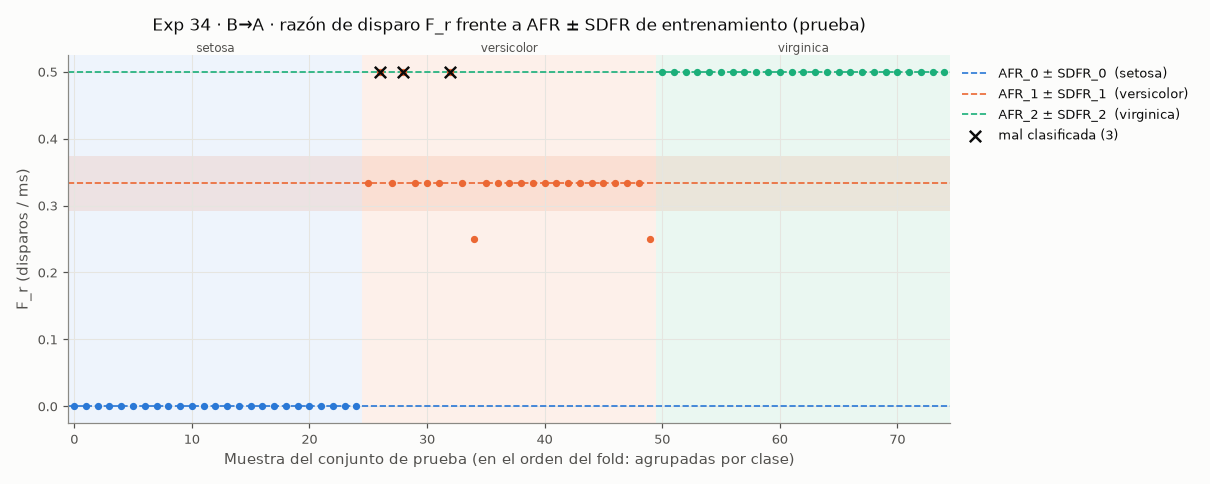 Exp 34 · B→A · razón de disparo F_r frente a AFR ± SDFR de entrenamiento (prueba)
setosa
versicolor
virginica
0.5
0.4
0.3
0.2
0.1
0.0
F_r (disparos / ms)
0
10
20
30
40
50
60
70
Muestra del conjunto de prueba (en el orden del fold: agrupadas por clase)
AFR_0 ± SDFR_0 (setosa)
AFR_1 ± SDFR_1 (versicolor)
AFR_2 ± SDFR_2 (virginica)
mal clasificada (3)